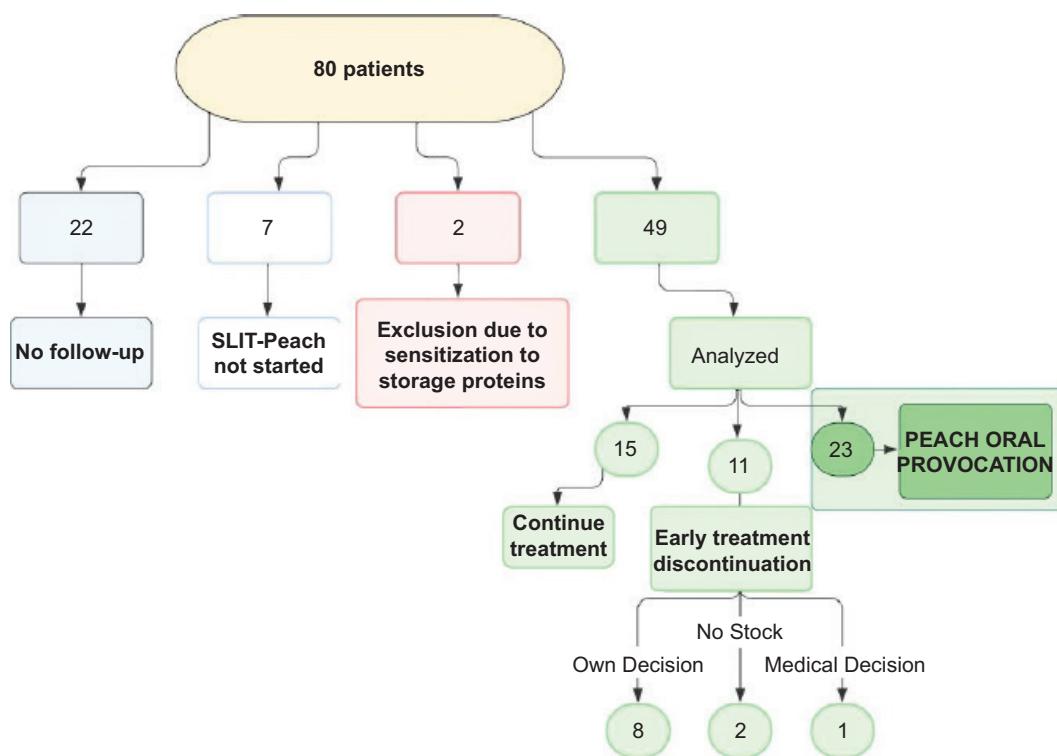 80 patients
22
7
2
49
No follow-up
SLIT-Peach
not started
Exclusion due to
sensitization to
storage proteins
Analyzed
15
11
23
PEACH ORAL
PROVOCATION
Continue
treatment
Early treatment
discontinuation
No Stock
Own Decision
Medical Decision
8
2
1